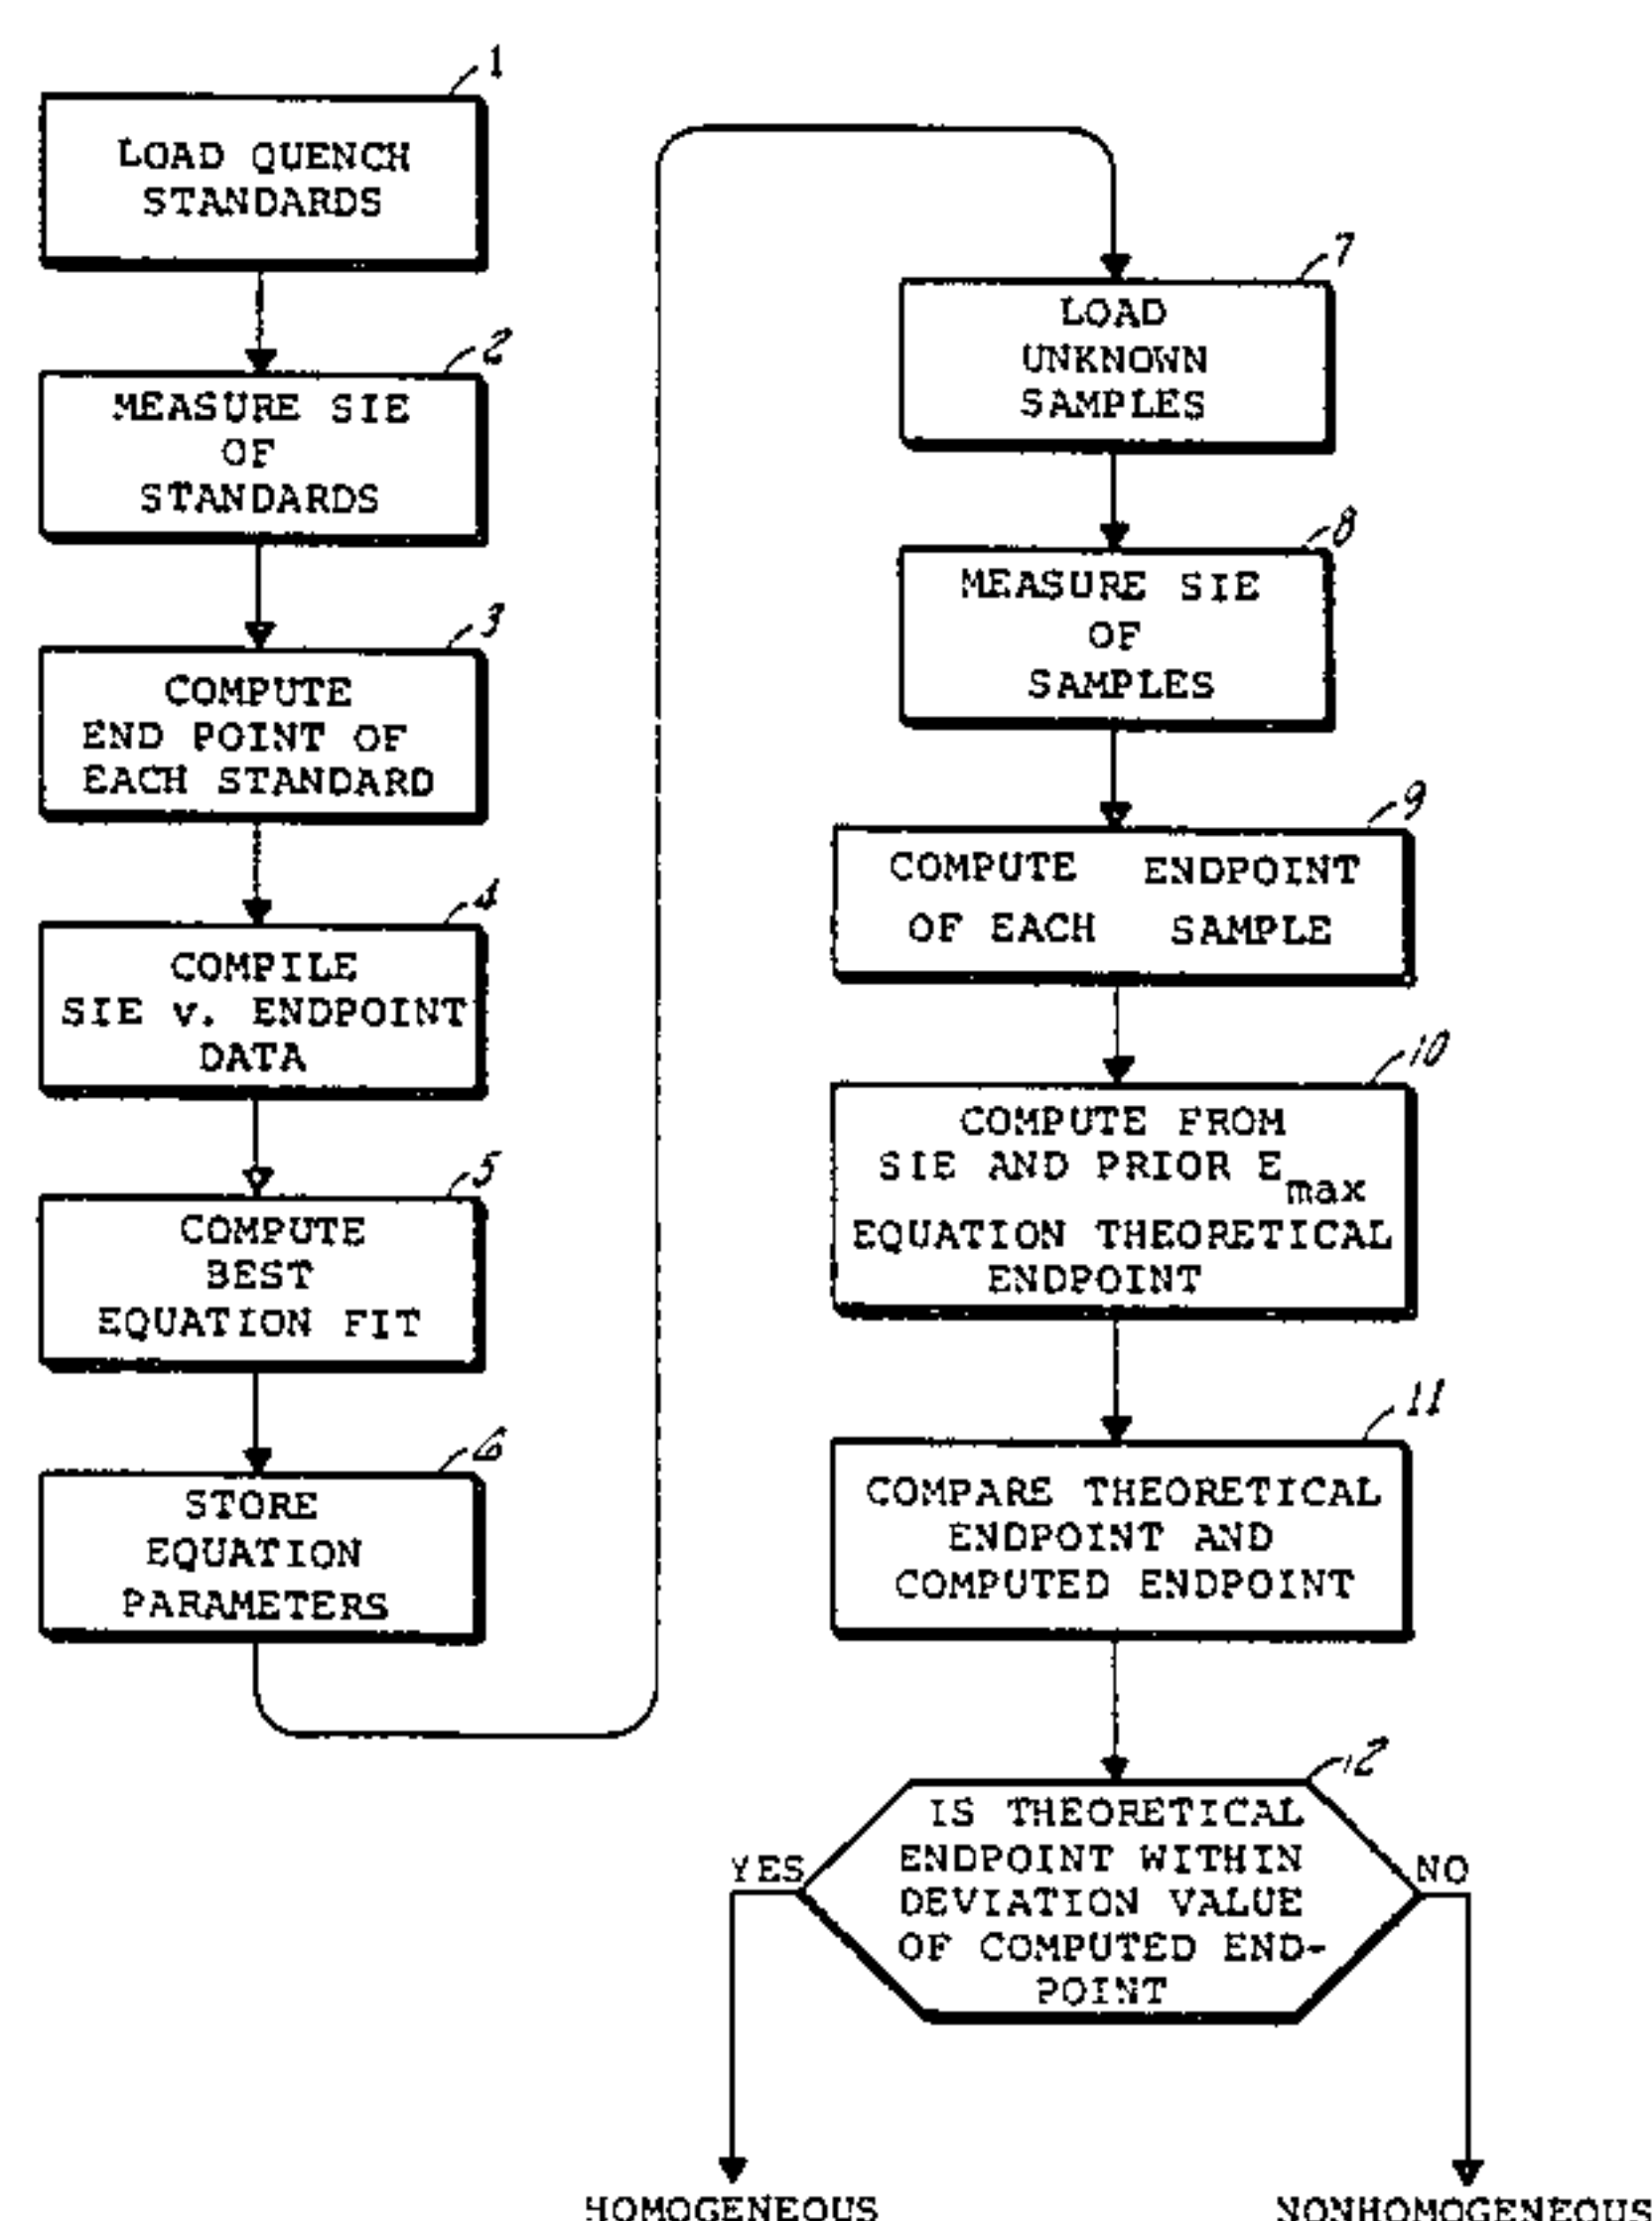 1
LOAD QUENCH
STANDARDS
2
MEASURE SIE
OF
STANDARDS
3
COMPUTE
END POINT OF
EACH STANDARD
4
COMPILE
SIE v. ENDPOINT
DATA
5
COMPUTE
BEST
EQUATION FIT
6
STORE
EQUATION
PARAMETERS
7
LOAD
UNKNOWN
SAMPLES
8
MEASURE SIE
OF
SAMPLES
9
COMPUTE ENDPOINT
OF EACH SAMPLE
10
COMPUTE FROM
SIE AND PRIOR E
max
EQUATION THEORETICAL
ENDPOINT
11
COMPARE THEORETICAL
ENDPOINT AND
COMPUTED ENDPOINT
12
IS THEORETICAL
ENDPOINT WITHIN
DEVIATION VALUE
OF COMPUTED END-
POINT
YES
NO
HOMOGENEOUS
NONHOMOGENEOUS